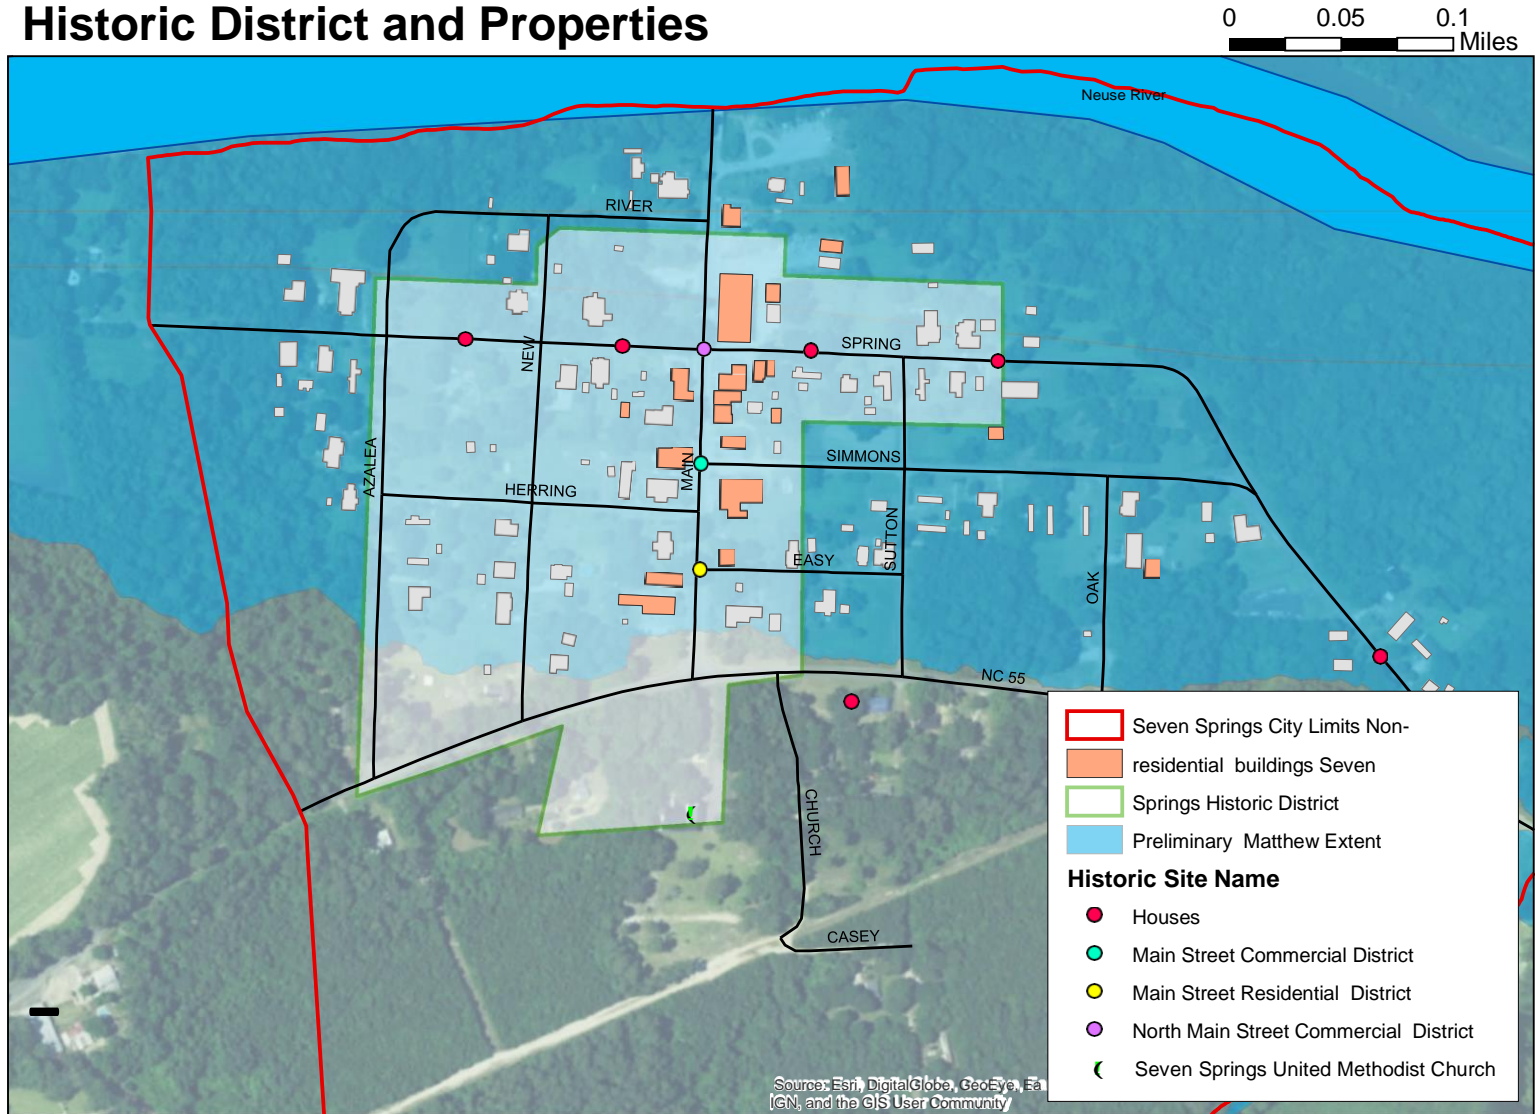 Historic District and Properties
0 0.05 0.1
Miles
Neuse River
RIVER
SPRING
NEW
AZALEA
MAIN
SIMMONS
HERRING
SUTTON
EASY
OAK
NC 55
CHURCH
CASEY
Seven Springs City Limits Non-
residential buildings Seven
Springs Historic District
Preliminary Matthew Extent
Historic Site Name
Houses
Main Street Commercial District
Main Street Residential District
North Main Street Commercial District
Seven Springs United Methodist Church
Source: Esri, DigitalGlobe, GeoEye, Ea
IGN, and the GIS User Community